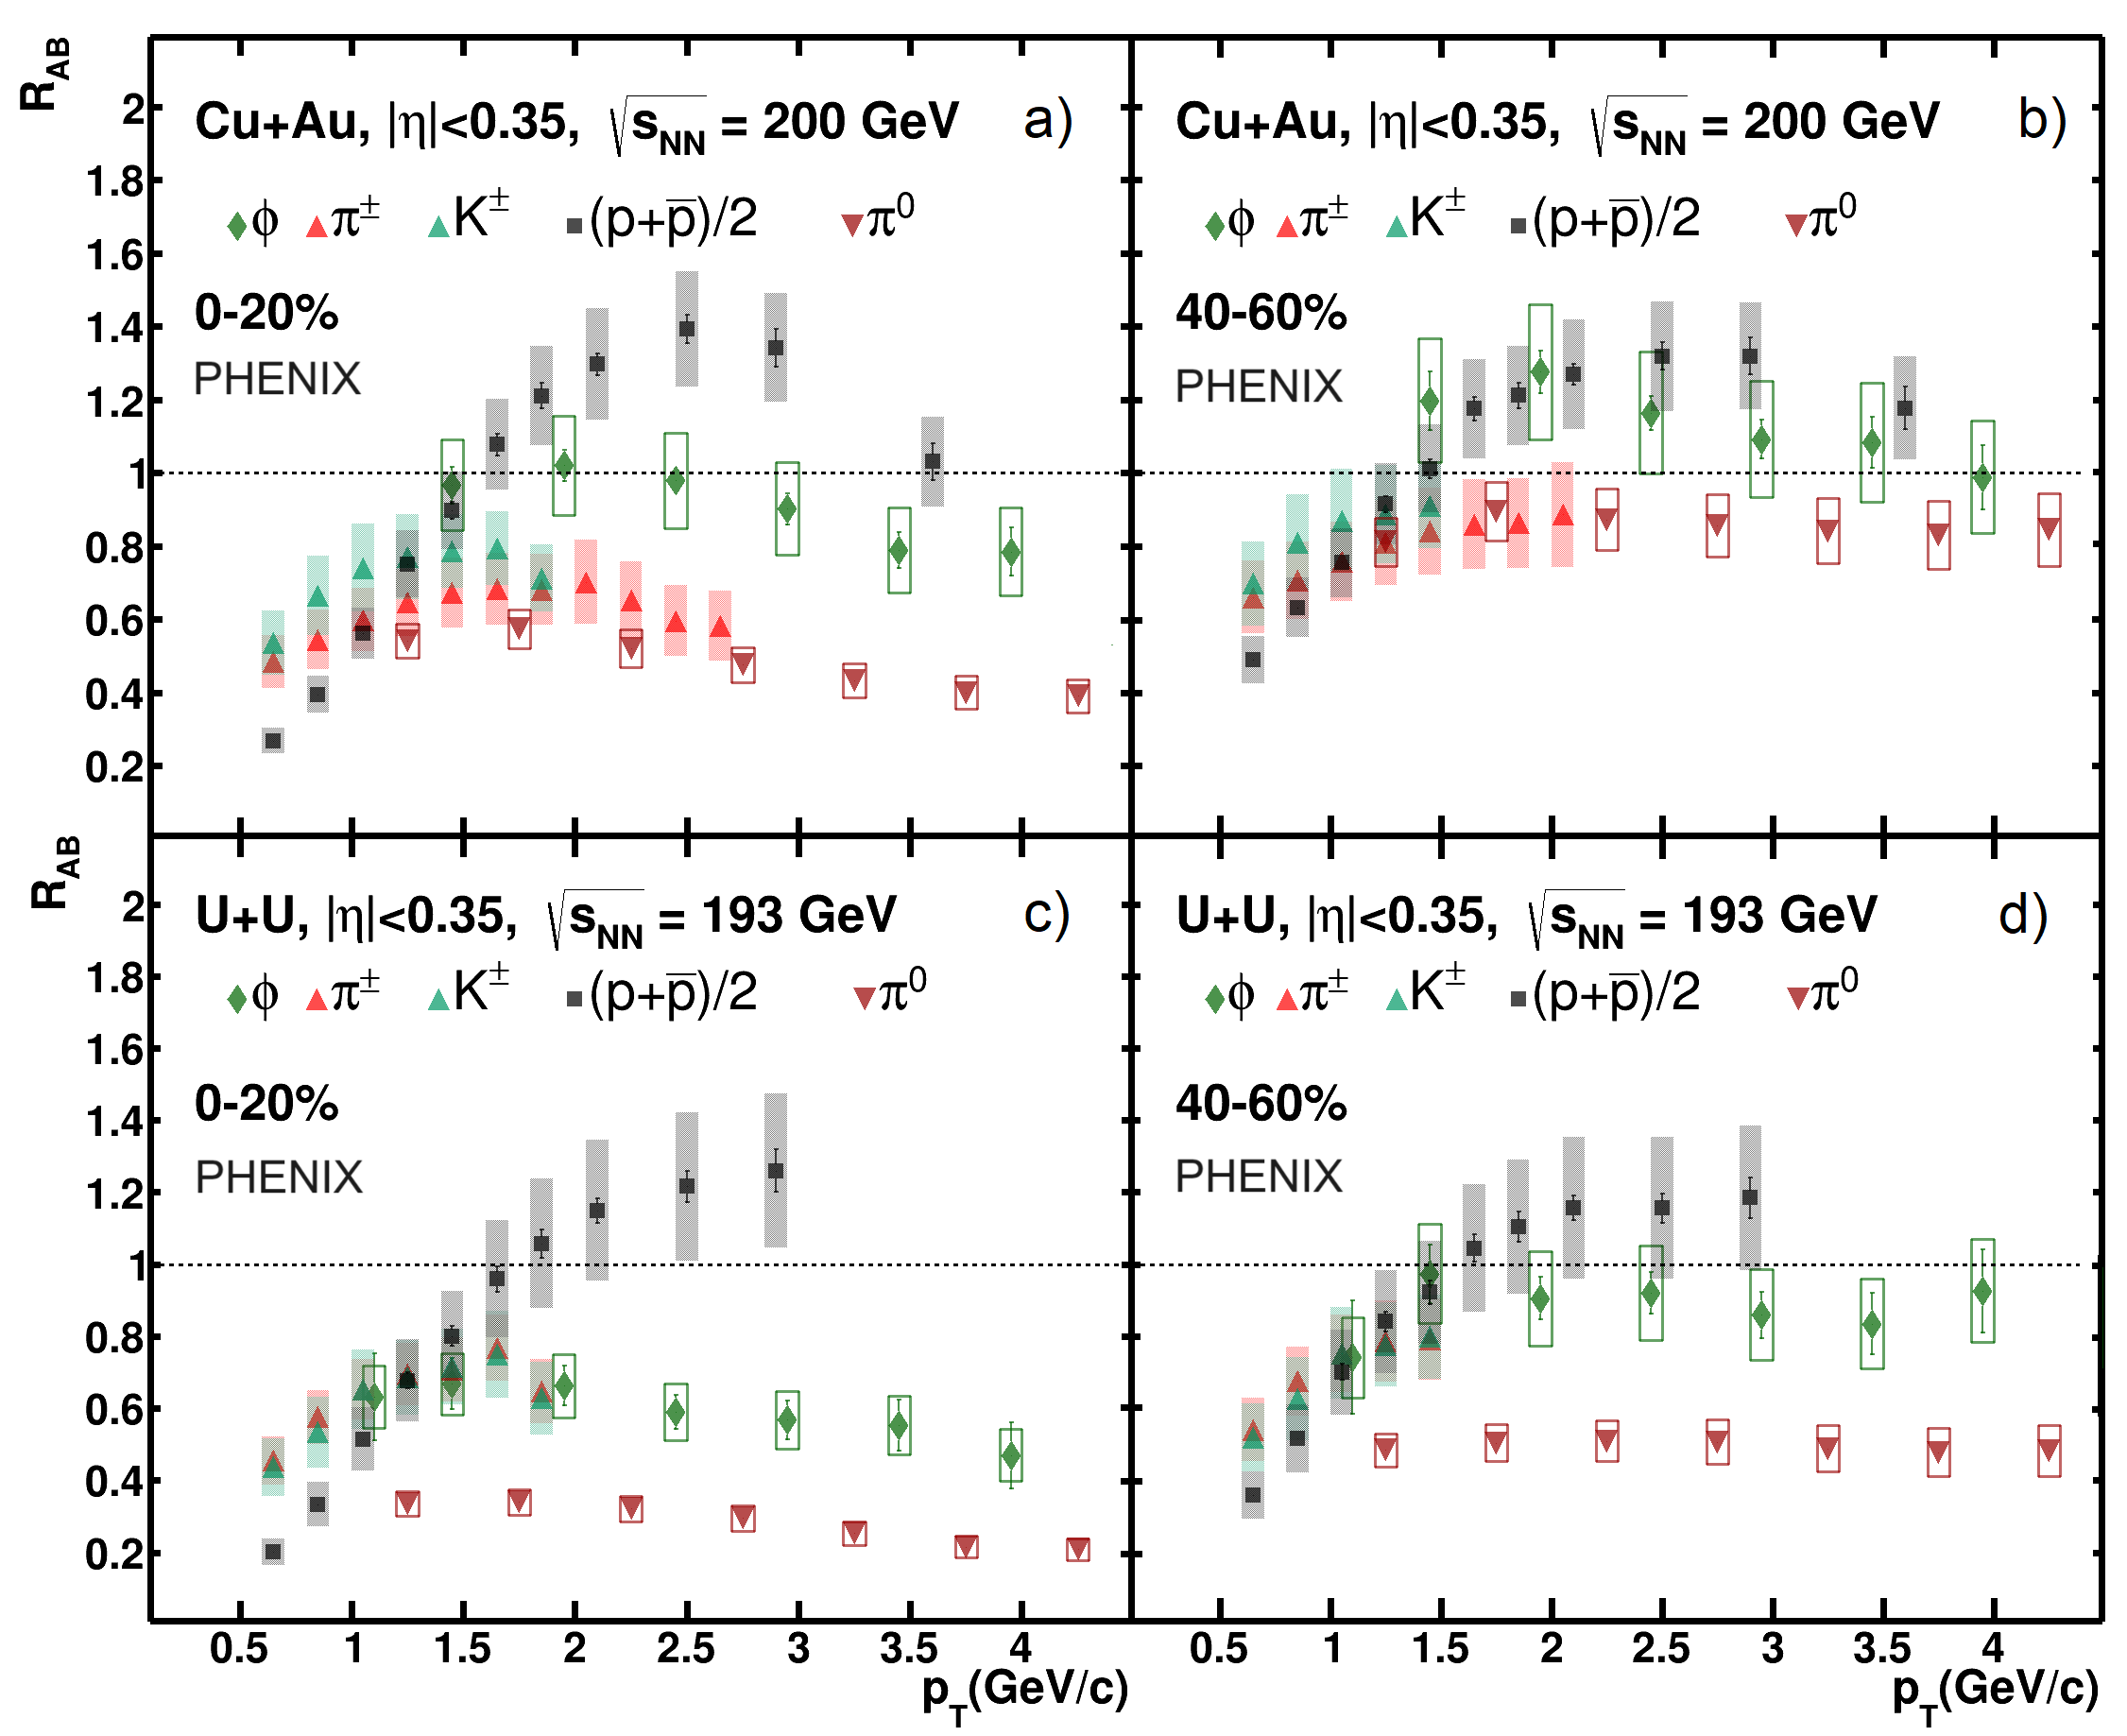 R_AB
2
1.8
1.6
1.4
1.2
1
0.8
0.6
0.4
0.2
Cu+Au, |η|<0.35, √s_NN = 200 GeV a)
ϕ π± K± (p+p̅)/2 π⁰
0-20%
PHENIX
Cu+Au, |η|<0.35, √s_NN = 200 GeV b)
ϕ π± K± (p+p̅)/2 π⁰
40-60%
PHENIX
R_AB
2
1.8
1.6
1.4
1.2
1
0.8
0.6
0.4
0.2
U+U, |η|<0.35, √s_NN = 193 GeV c)
ϕ π± K± (p+p̅)/2 π⁰
0-20%
PHENIX
U+U, |η|<0.35, √s_NN = 193 GeV d)
ϕ π± K± (p+p̅)/2 π⁰
40-60%
PHENIX
0.5 1 1.5 2 2.5 3 3.5 4
p_T(GeV/c)
0.5 1 1.5 2 2.5 3 3.5 4
p_T(GeV/c)